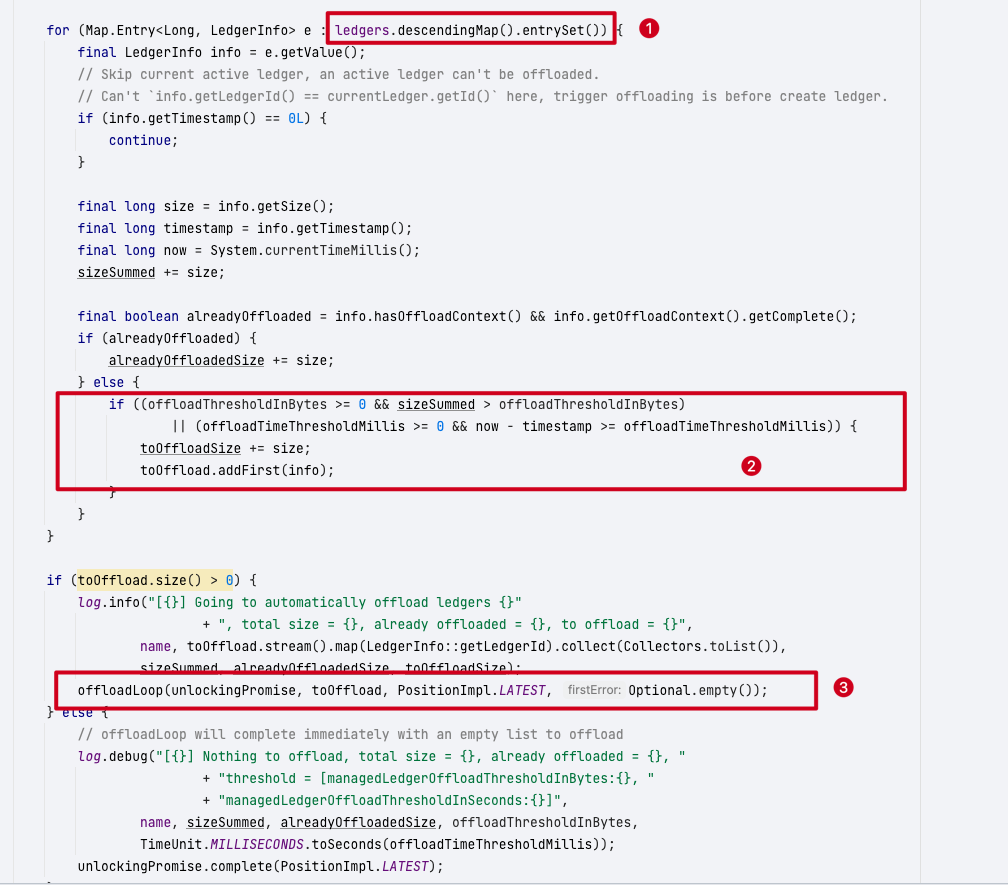 for (Map.Entry<Long, LedgerInfo> e : ledgers.descendingMap().entrySet()) { 1
final LedgerInfo info = e.getValue();
// Skip current active ledger, an active ledger can't be offloaded.
// Can't `info.getLedgerId() == currentLedger.getId()` here, trigger offloading is before create ledger.
if (info.getTimestamp() == 0L) {
continue;
}
final long size = info.getSize();
final long timestamp = info.getTimestamp();
final long now = System.currentTimeMillis();
sizeSummed += size;
final boolean alreadyOffloaded = info.hasOffloadContext() && info.getOffloadContext().getComplete();
if (alreadyOffloaded) {
alreadyOffloadedSize += size;
} else {
if ((offloadThresholdInBytes >= 0 && sizeSummed > offloadThresholdInBytes)
|| (offloadTimeThresholdMillis >= 0 && now - timestamp >= offloadTimeThresholdMillis)) {
toOffloadSize += size;
toOffload.addFirst(info); 2
}
}
}
if (toOffload.size() > 0) {
log.info("[{}] Going to automatically offload ledgers {}"
+ ", total size = {}, already offloaded = {}, to offload = {}",
name, toOffload.stream().map(LedgerInfo::getLedgerId).collect(Collectors.toList()),
sizeSummed, alreadyOffloadedSize, toOffloadSize);
offloadLoop(unlockingPromise, toOffload, PositionImpl.LATEST, firstError: Optional.empty()); 3
} else {
// offloadLoop will complete immediately with an empty list to offload
log.debug("[{}] Nothing to offload, total size = {}, already offloaded = {}, "
+ "threshold = [managedLedgerOffloadThresholdInBytes:{}, "
+ "managedLedgerOffloadThresholdInSeconds:{}]",
name, sizeSummed, alreadyOffloadedSize, offloadThresholdInBytes,
TimeUnit.MILLISECONDS.toSeconds(offloadTimeThresholdMillis));
unlockingPromise.complete(PositionImpl.LATEST);